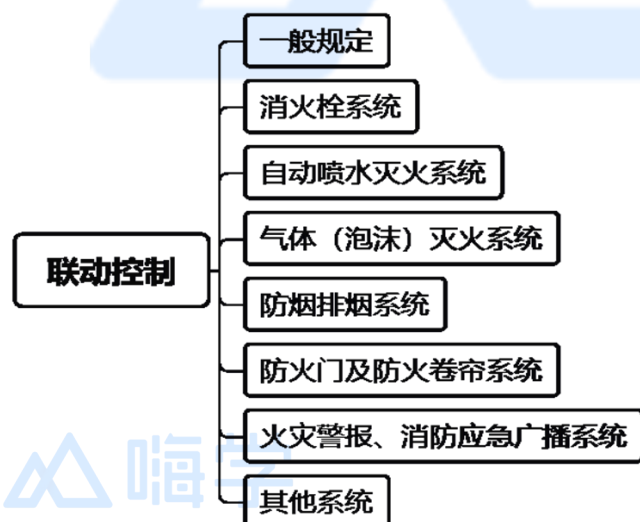 一般规定
消火栓系统
自动喷水灭火系统
气体（泡沫）灭火系统
联动控制
防烟排烟系统
防火门及防火卷帘系统
火灾警报、消防应急广播系统
嗨学
其他系统